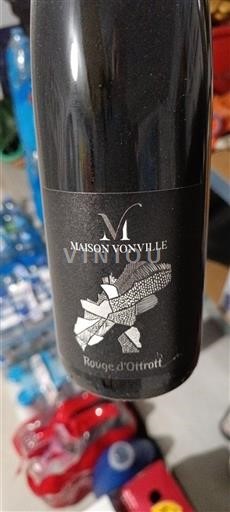 M
MAISON VONVILLE
VINIOU
Rouge d'Ottrott